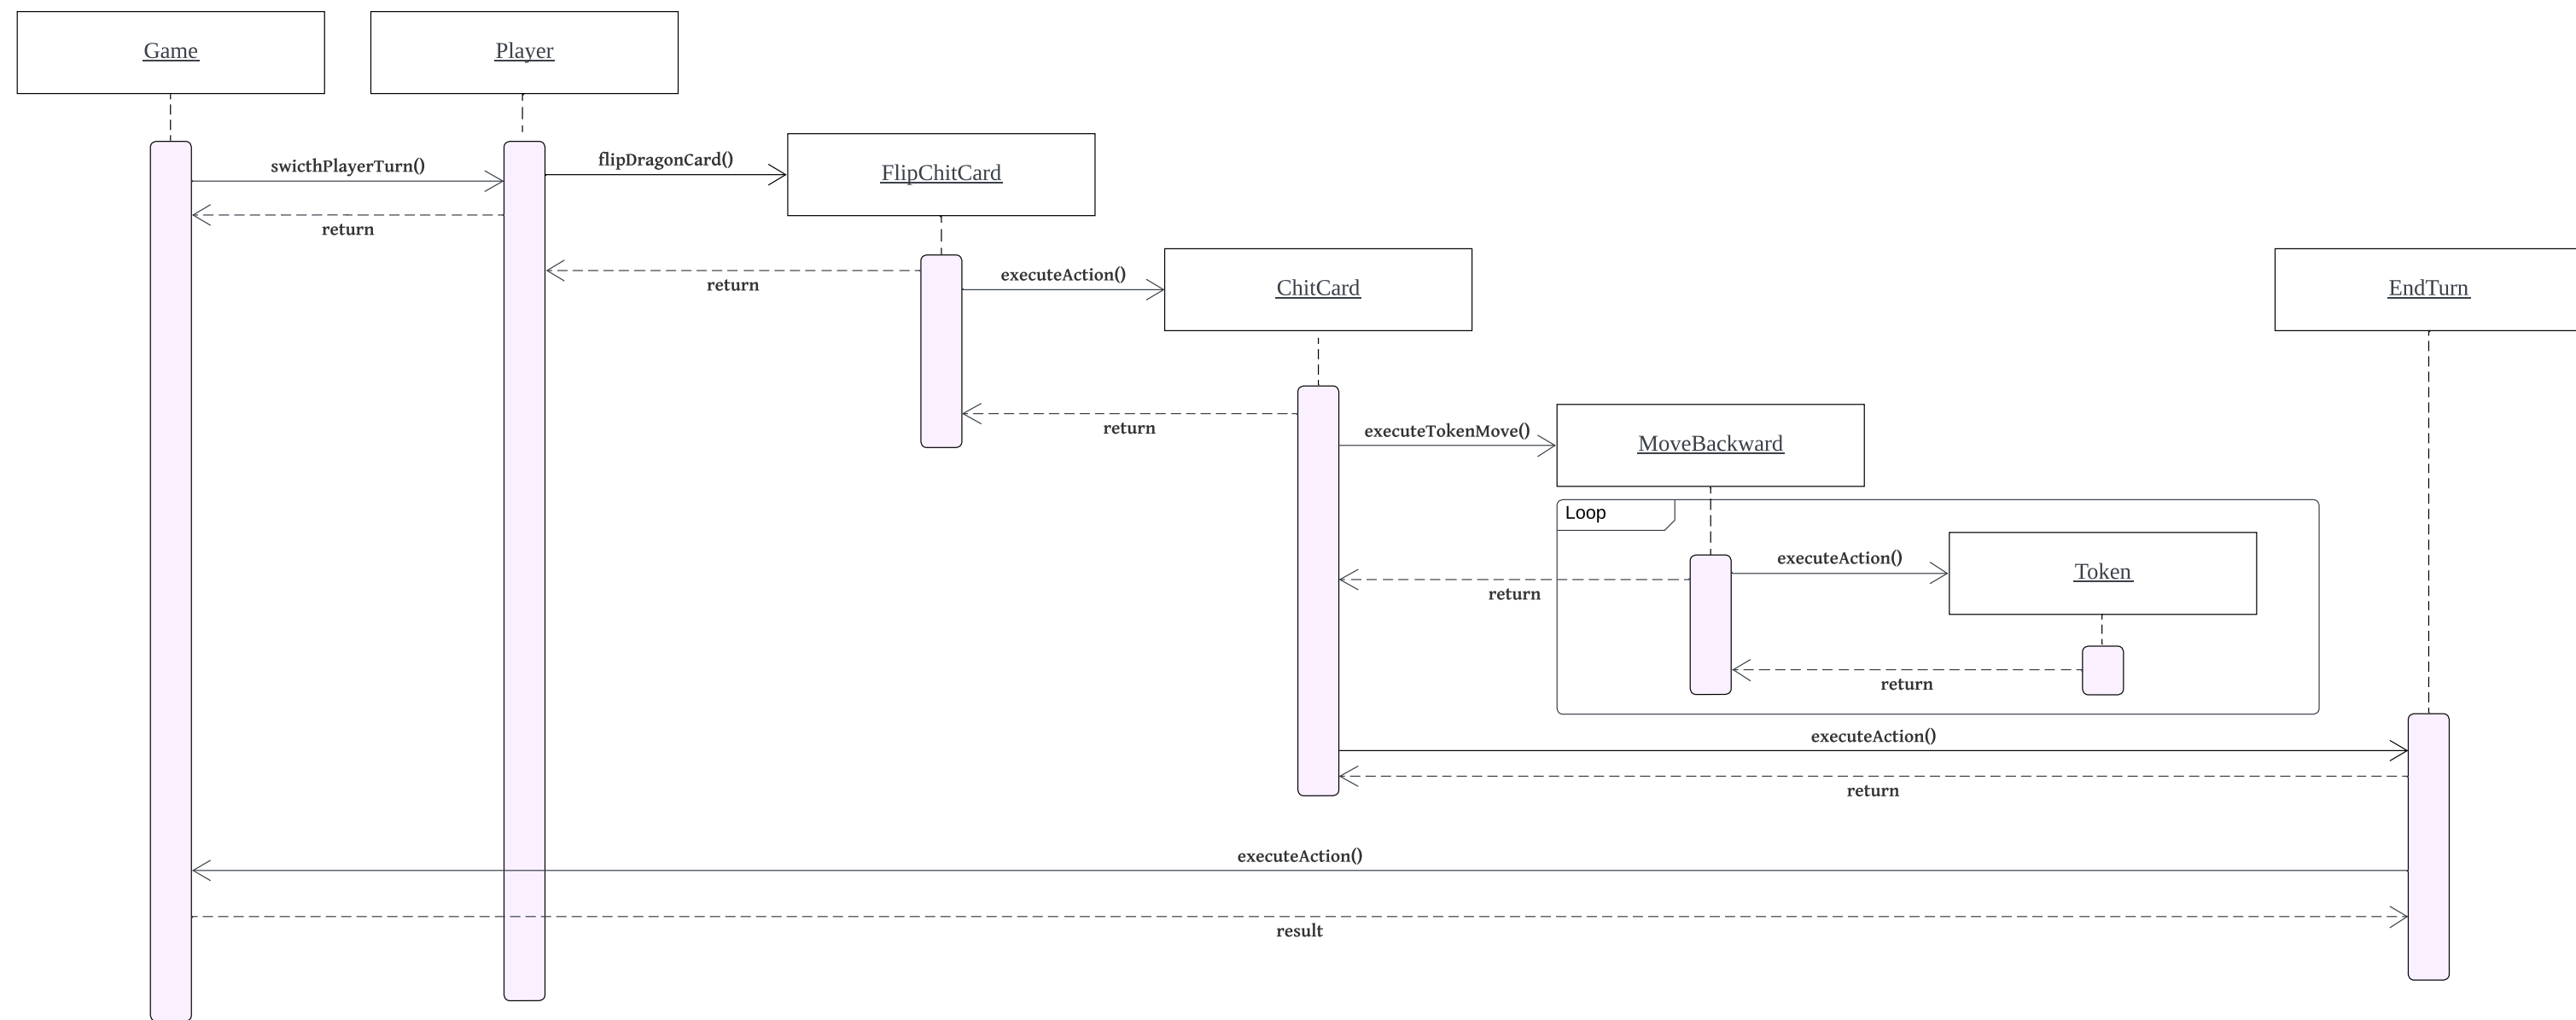 Game
Player
swicthPlayerTurn()
flipDragonCard()
FlipChitCard
return
return
executeAction()
ChitCard
EndTurn
return
executeTokenMove()
MoveBackward
Loop
executeAction()
Token
return
return
executeAction()
return
executeAction()
result